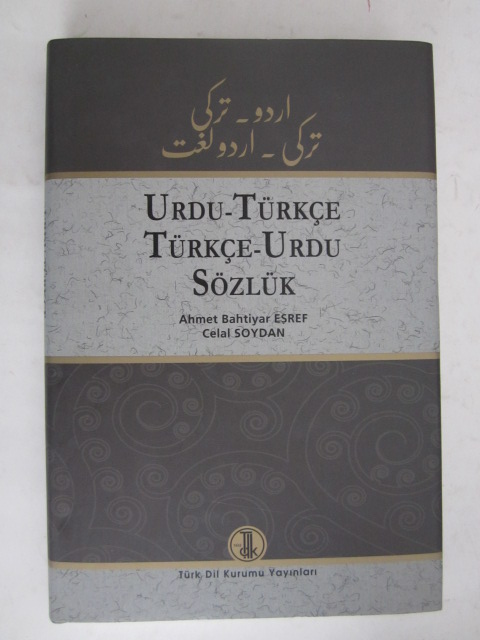 اردو ۔ ترکی
ترکی ۔ اردو لغت
URDU-TÜRKÇE
TÜRKÇE-URDU
SÖZLÜK
Ahmet Bahtiyar EŞREF
Celal SOYDAN
Türk Dil Kurumu Yayınları